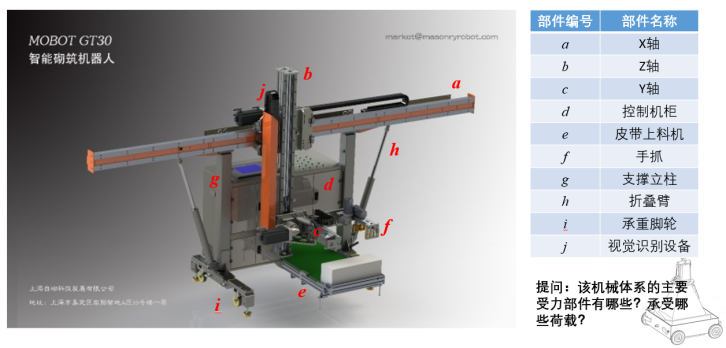 MOBOT GT30
智能砌筑机器人
market@masonryrobot.com
j
b
a
h
g
d
c
f
e
i
部件编号 部件名称
a X轴
b Z轴
c Y轴
d 控制机柜
e 皮带上料机
f 手抓
g 支撑立柱
h 折叠臂
i 承重脚轮
j 视觉识别设备
提问：该机械体系的主要
受力部件有哪些？承受哪
些荷载？